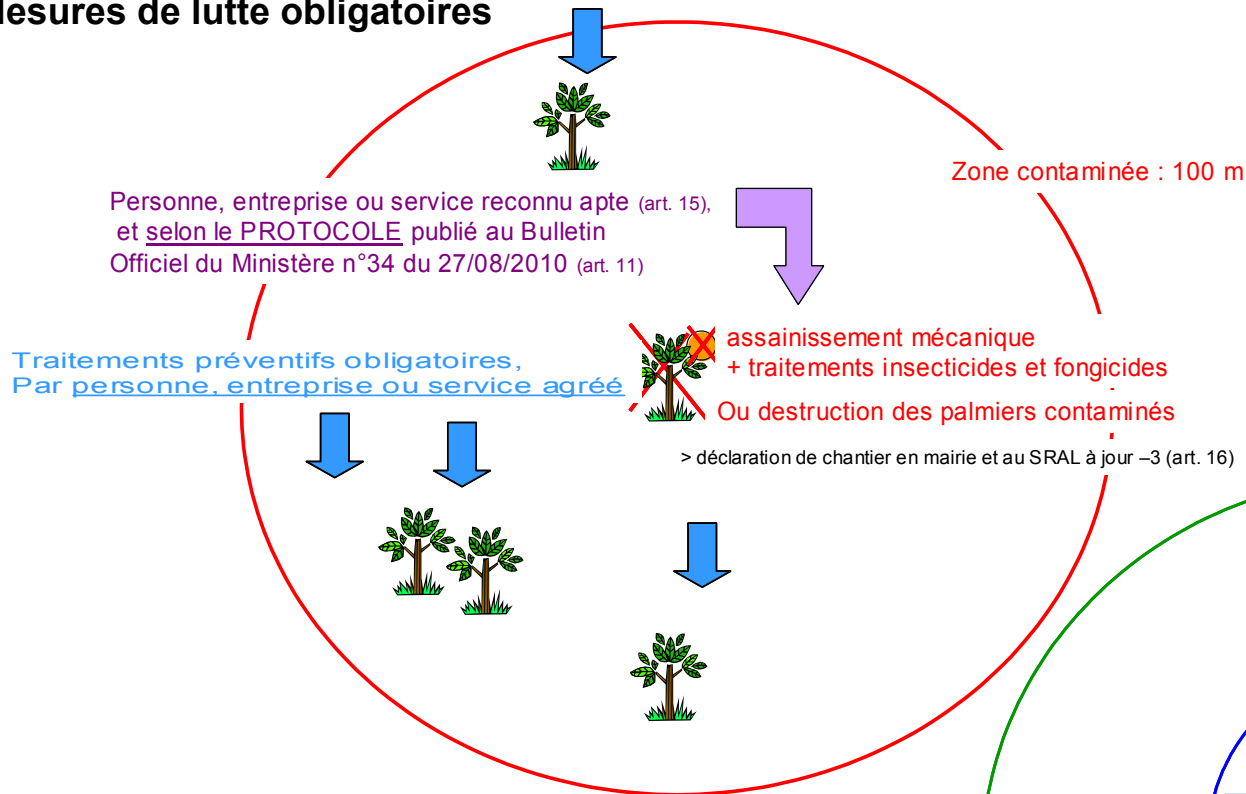 lesures de lutte obligatoires
Zone contaminée : 100 m
Personne, entreprise ou service reconnu apte (art. 15),
et selon le PROTOCOLE publié au Bulletin
Officiel du Ministère n°34 du 27/08/2010 (art. 11)
assainissement mécanique
+ traitements insecticides et fongicides
Traitements préventifs obligatoires,
Par personne, entreprise ou service agréé
Ou destruction des palmiers contaminés
> déclaration de chantier en mairie et au SRAL à jour –3 (art. 16)